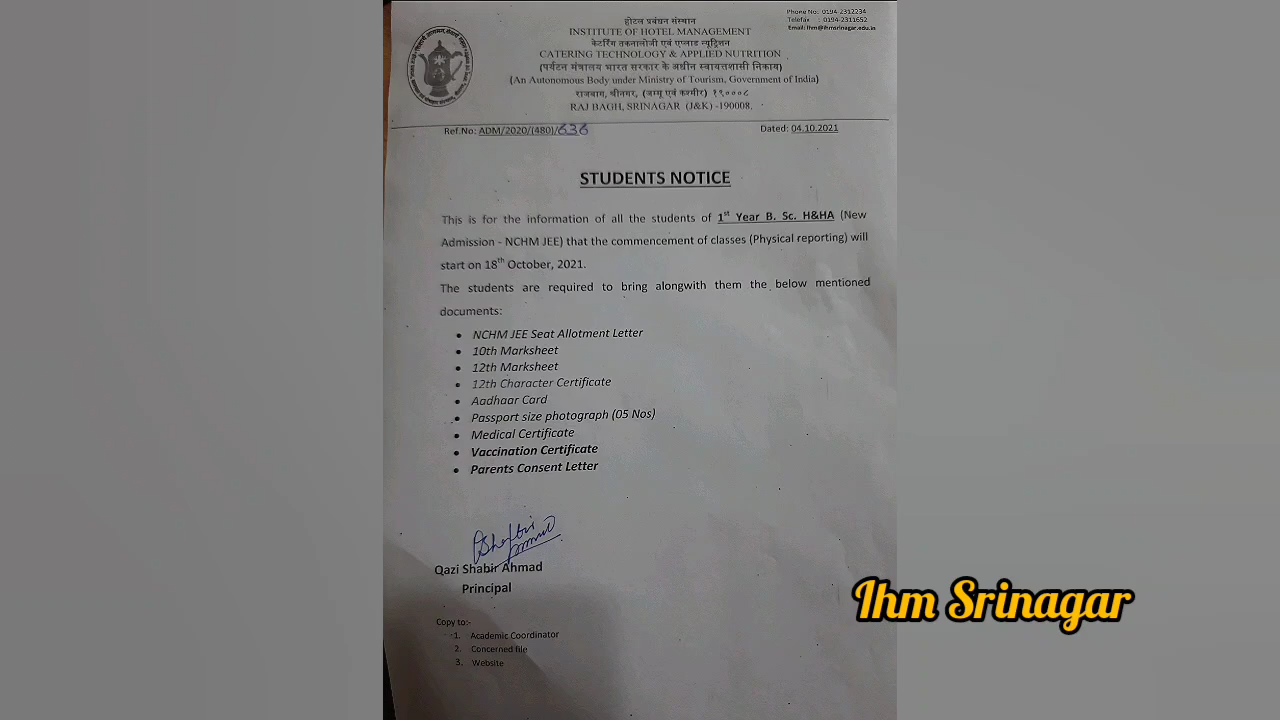 Phone No: 0194-2312234
Telefax : 0194-2311652
Email: Ihm@ihmsrinagar.edu.in
होटल प्रबंधन संस्थान
INSTITUTE OF HOTEL MANAGEMENT
केटरिंग तकनालोजी एवं एप्लाड न्यूट्रिशन
CATERING TECHNOLOGY & APPLIED NUTRITION
(पर्यटन मंत्रालय भारत सरकार के अधीन स्वायत्तशासी निकाय)
(An Autonomous Body under Ministry of Tourism, Government of India)
राजबाग, श्रीनगर, (जम्मू एवं कश्मीर) १९०००८
RAJ BAGH, SRINAGAR (J&K) -190008.
Ref.No: ADM/2020/(480)/636
Dated: 04.10.2021
STUDENTS NOTICE
This is for the information of all the students of 1st Year B. Sc. H&HA (New
Admission - NCHM JEE) that the commencement of classes (Physical reporting) will
start on 18th October, 2021.
The students are required to bring alongwith them the below mentioned
documents:
• NCHM JEE Seat Allotment Letter
• 10th Marksheet
• 12th Marksheet
• 12th Character Certificate
• Aadhaar Card
• Passport size photograph (05 Nos)
• Medical Certificate
• Vaccination Certificate
• Parents Consent Letter
Qazi Shabir Ahmad
Principal
Copy to:-
1. Academic Coordinator
2. Concerned file
3. Website
Ihm Srinagar